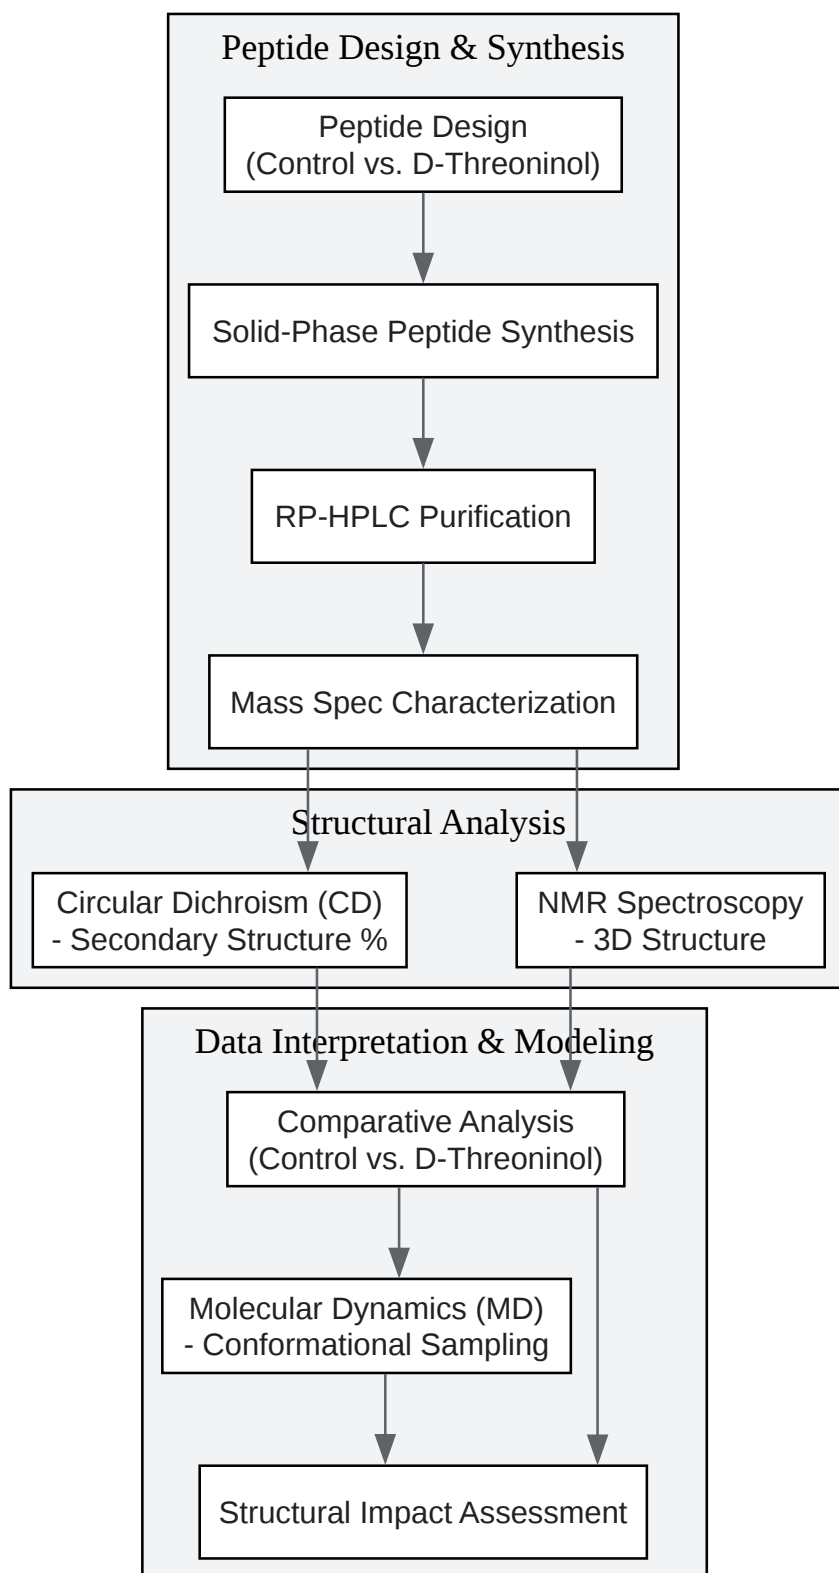 Peptide Design & Synthesis
Peptide Design
(Control vs. D-Threoninol)
Solid-Phase Peptide Synthesis
RP-HPLC Purification
Mass Spec Characterization
Structural Analysis
Circular Dichroism (CD)
- Secondary Structure %
NMR Spectroscopy
- 3D Structure
Data Interpretation & Modeling
Comparative Analysis
(Control vs. D-Threoninol)
Molecular Dynamics (MD)
- Conformational Sampling
Structural Impact Assessment